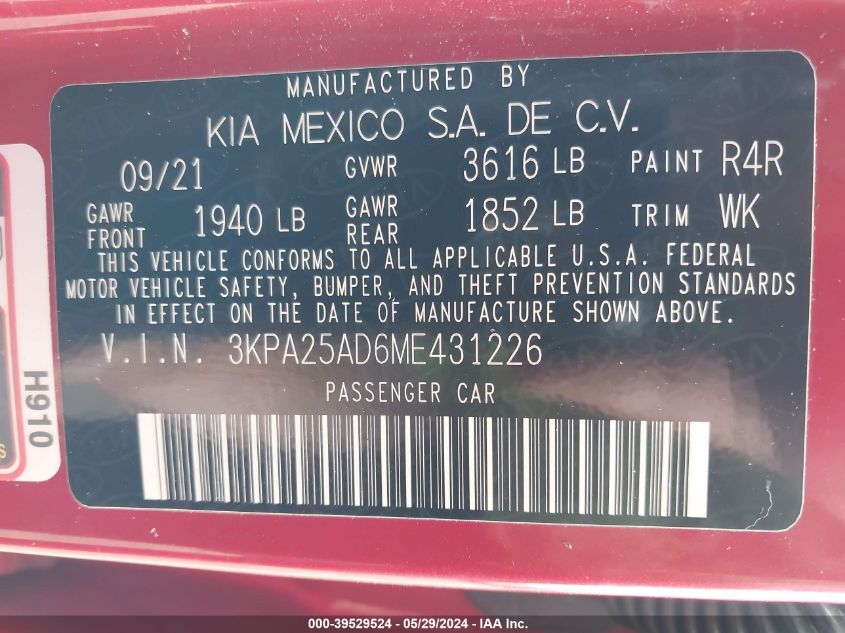 MANUFACTURED BY
KIA MEXICO S.A. DE C.V.
09/21 GVWR 3616 LB PAINT R4R
GAWR FRONT 1940 LB GAWR REAR 1852 LB TRIM WK
THIS VEHICLE CONFORMS TO ALL APPLICABLE U.S.A. FEDERAL
MOTOR VEHICLE SAFETY, BUMPER, AND THEFT PREVENTION STANDARDS
IN EFFECT ON THE DATE OF MANUFACTURE SHOWN ABOVE.
V.I.N. 3KPA25AD6ME431226
PASSENGER CAR
H910
000-39529524 - 05/29/2024 - IAA Inc.